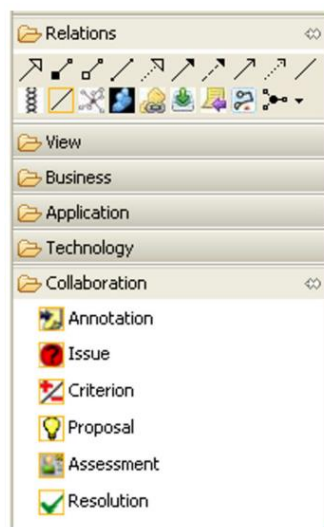 Relations
View
Business
Application
Technology
Collaboration
Annotation
Issue
Criterion
Proposal
Assessment
Resolution